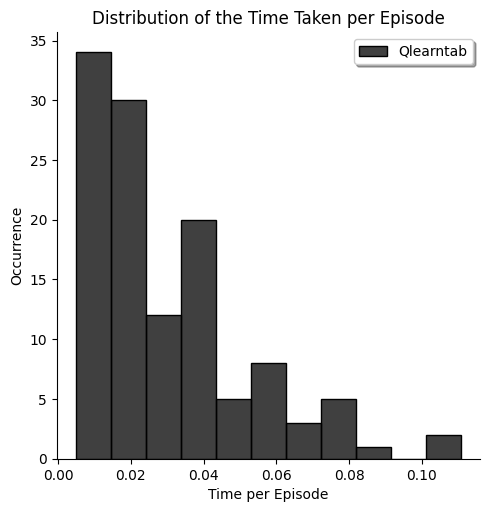 Distribution of the Time Taken per Episode
Qlearntab
35
30
25
20
15
10
5
0
Occurrence
0.00 0.02 0.04 0.06 0.08 0.10
Time per Episode